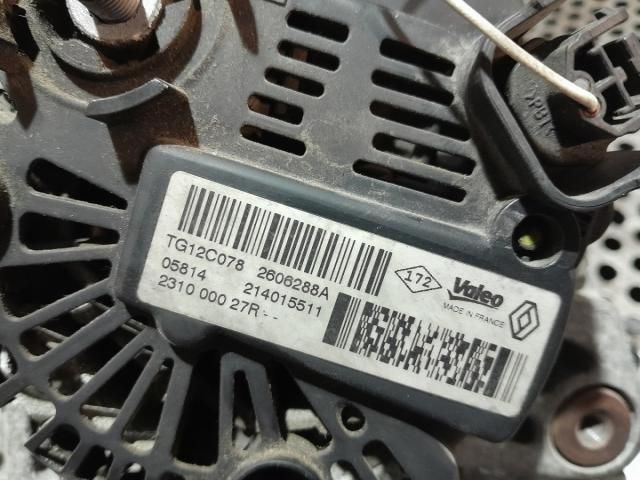 TG12C078 2606288A
05814 214015511
2310 000 27R--
172
Valeo
MADE IN FRANCE